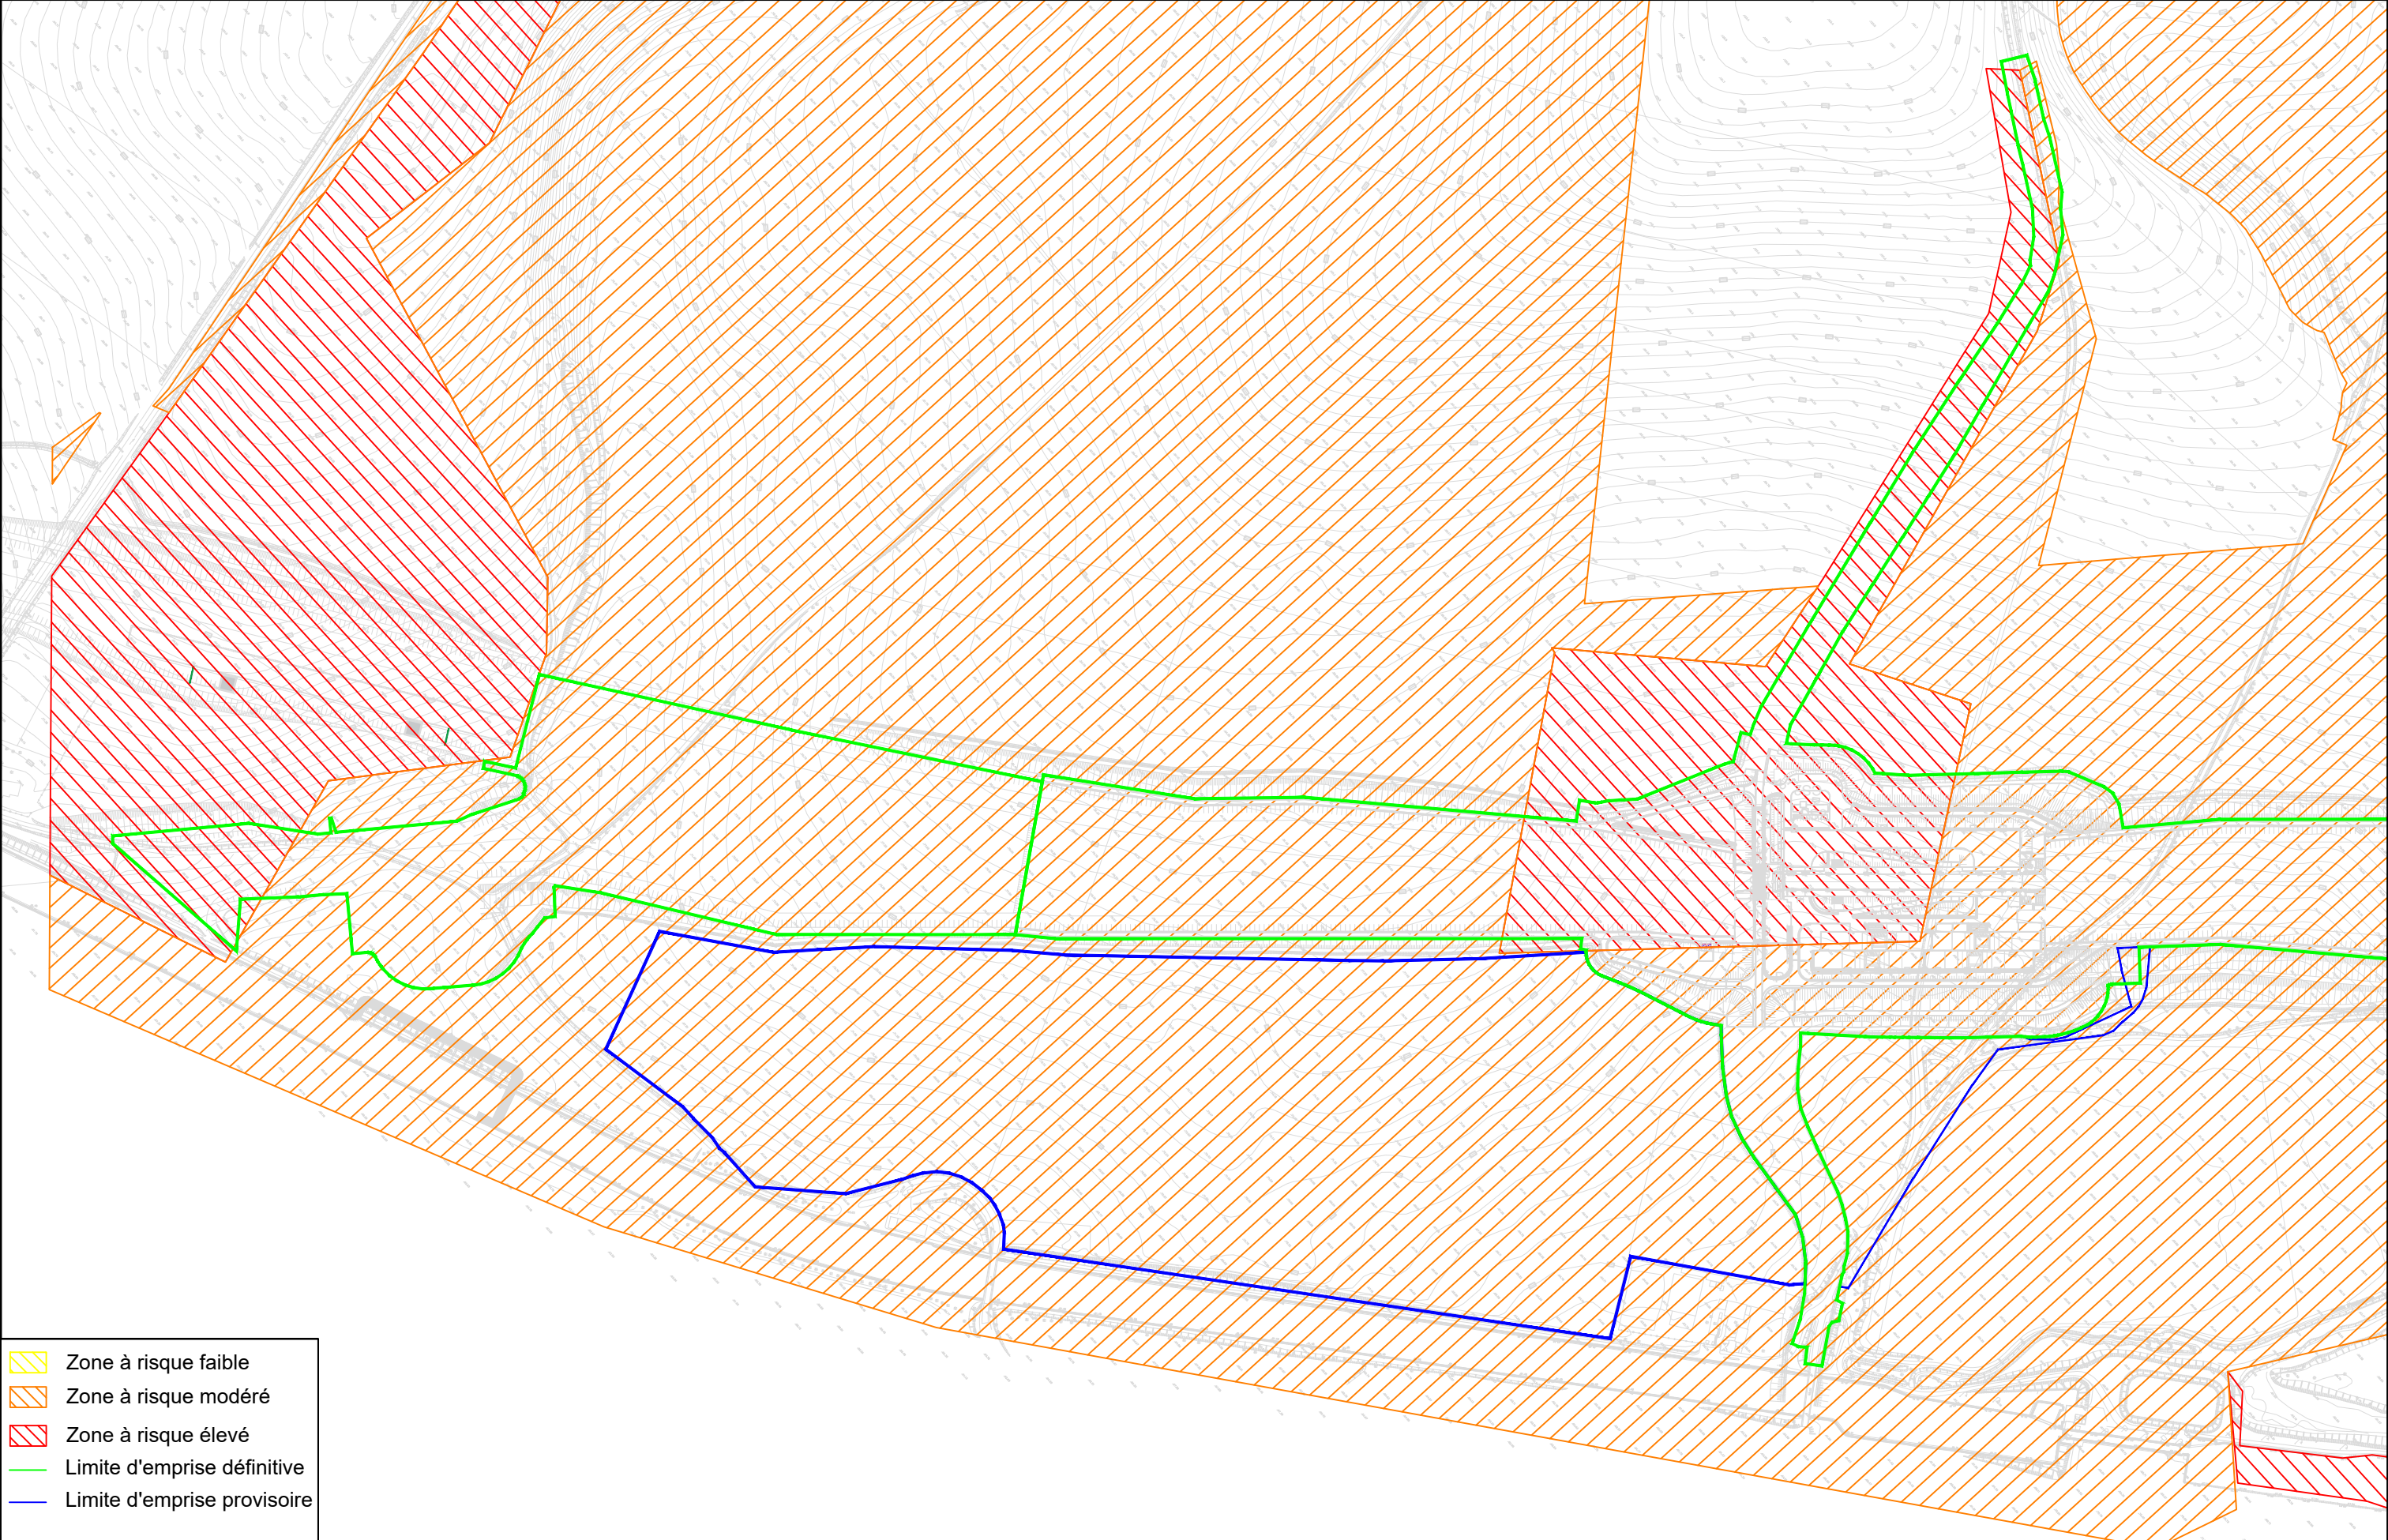 Zone à risque faible
Zone à risque modéré
Zone à risque élevé
Limite d'emprise définitive
Limite d'emprise provisoire